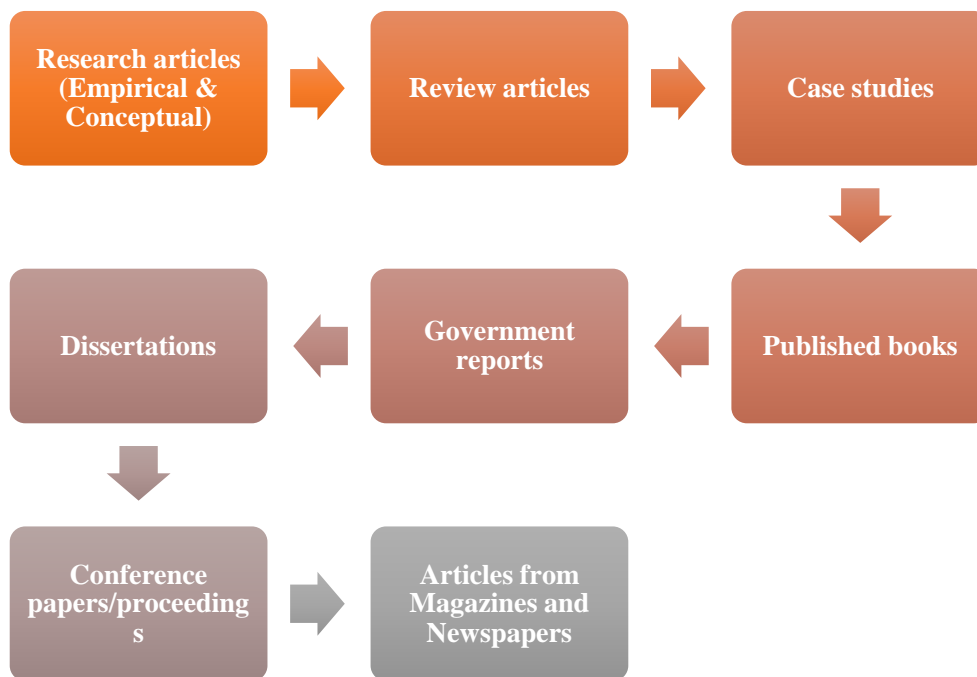 Research articles
(Empirical &
Conceptual)
Review articles
Case studies
Published books
Government
reports
Dissertations
Conference
papers/proceeding
s
Articles from
Magazines and
Newspapers